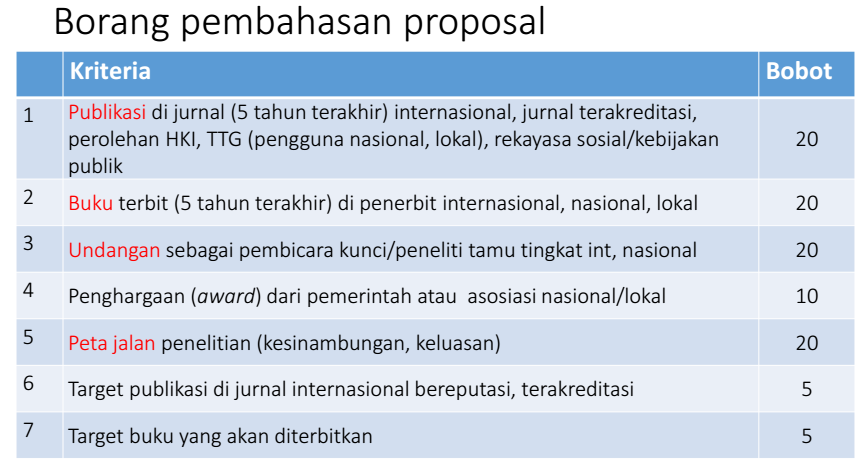 Borang pembahasan proposal
Kriteria Bobot
1 Publikasi di jurnal (5 tahun terakhir) internasional, jurnal terakreditasi,
perolehan HKI, TTG (pengguna nasional, lokal), rekayasa sosial/kebijakan 20
publik
2 Buku terbit (5 tahun terakhir) di penerbit internasional, nasional, lokal 20
3 Undangan sebagai pembicara kunci/peneliti tamu tingkat int, nasional 20
4 Penghargaan (award) dari pemerintah atau asosiasi nasional/lokal 10
5 Peta jalan penelitian (kesinambungan, keluasan) 20
6 Target publikasi di jurnal internasional bereputasi, terakreditasi 5
7 Target buku yang akan diterbitkan 5